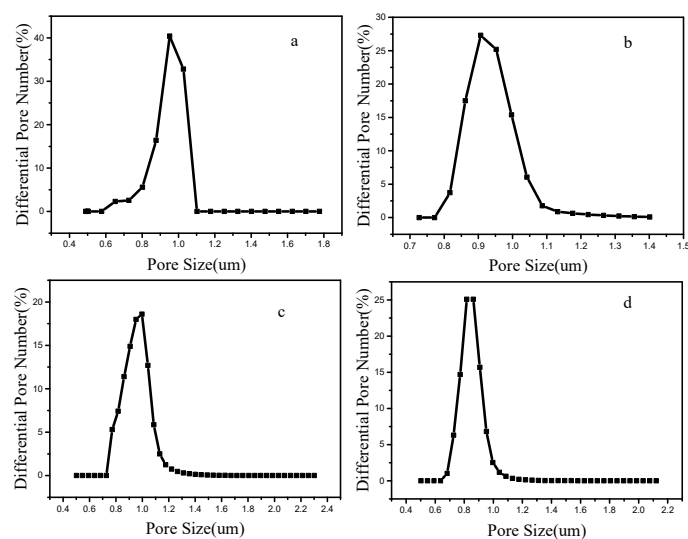 a
Differential Pore Number(%)
40
30
20
10
0
0.4 0.6 0.8 1.0 1.2 1.4 1.6 1.8
Pore Size(um)
b
Differential Pore Number(%)
30
25
20
15
10
5
0
0.7 0.8 0.9 1.0 1.1 1.2 1.3 1.4 1.5
Pore Size(um)
c
Differential Pore Number(%)
20
15
10
5
0
0.4 0.6 0.8 1.0 1.2 1.4 1.6 1.8 2.0 2.2 2.4
Pore Size(um)
d
Differential Pore Number(%)
25
20
15
10
5
0
0.4 0.6 0.8 1.0 1.2 1.4 1.6 1.8 2.0 2.2
Pore Size(um)